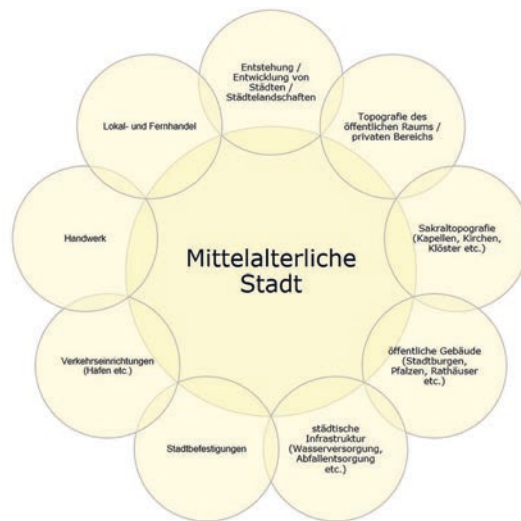 Entstehung /
Entwicklung von
Städten /
Städtelandschaften
Topografie des
öffentlichen Raums /
privaten Bereichs
Sakraltopografie
(Kapellen, Kirchen,
Klöster etc.)
öffentliche Gebäude
(Stadtburgen,
Pfalzen, Rathäuser
etc.)
städtische
Infrastruktur
(Wasserversorgung,
Abfallentsorgung
etc.)
Stadtbefestigungen
Verkehrseinrichtungen
(Hafen etc.)
Handwerk
Lokal- und Fernhandel
Mittelalterliche
Stadt